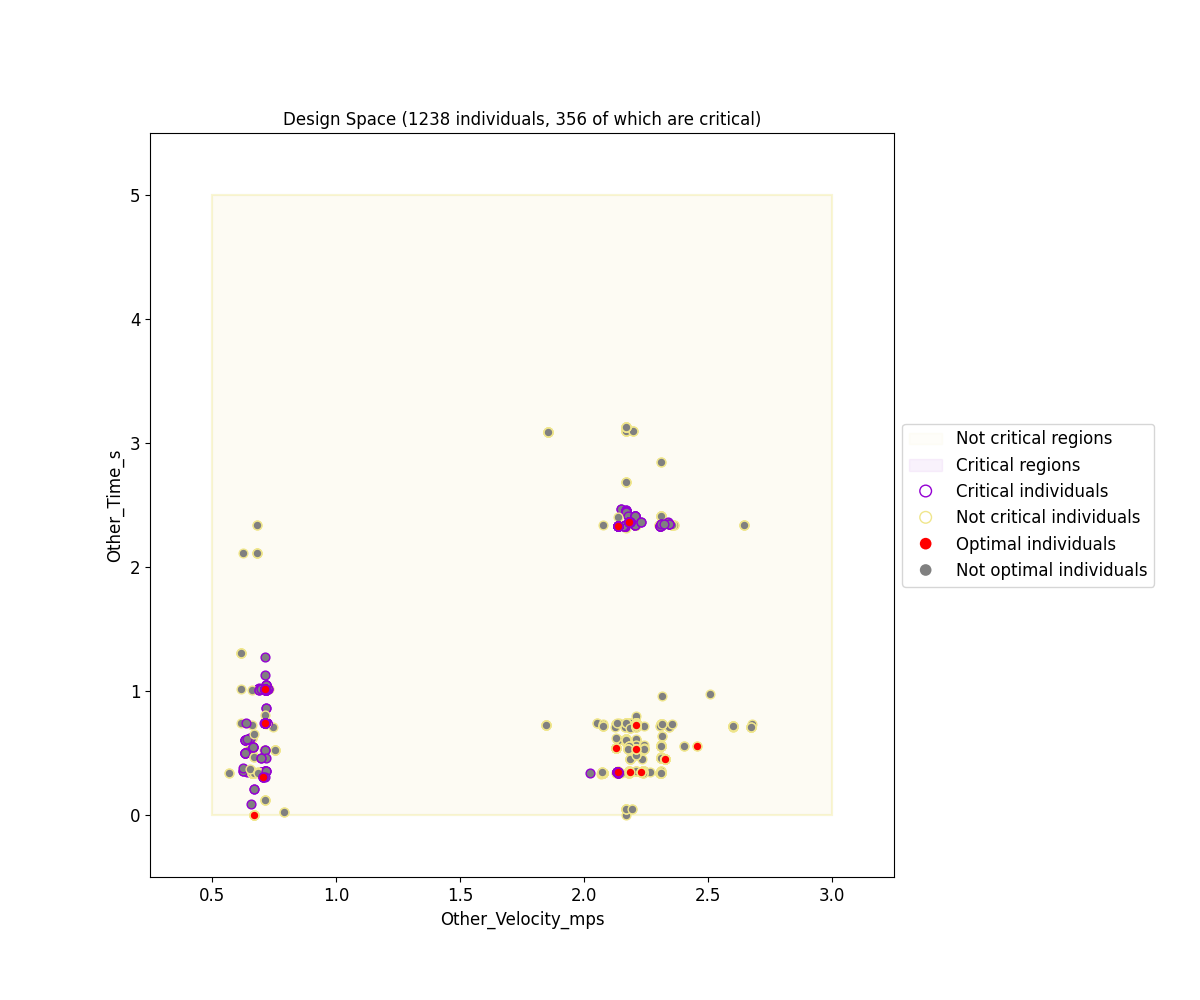 Design Space (1238 individuals, 356 of which are critical)
5
4
3
2
1
0
Other_Time_s
0.5 1.0 1.5 2.0 2.5 3.0
Other_Velocity_mps
Not critical regions
Critical regions
Critical individuals
Not critical individuals
Optimal individuals
Not optimal individuals